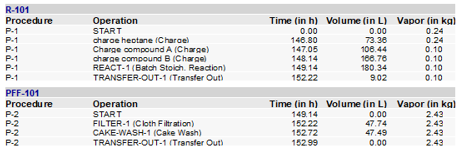 R-101
Procedure Operation Time (in h) Volume (in L) Vapor (in kg)
P-1 START 0.00 0.00 0.24
P-1 charge heptane (Charge) 146.80 73.36 0.24
P-1 Charge compound A (Charge) 147.05 106.44 0.10
P-1 charge compound B (Charge) 148.14 166.76 0.10
P-1 REACT-1 (Batch Stoich. Reaction) 149.14 180.34 0.10
P-1 TRANSFER-OUT-1 (Transfer Out) 152.22 9.02 0.10
PFF-101
Procedure Operation Time (in h) Volume (in L) Vapor (in kg)
P-2 START 149.14 0.00 2.43
P-2 FILTER-1 (Cloth Filtration) 152.22 47.74 2.43
P-2 CAKE-WASH-1 (Cake Wash) 152.72 47.49 2.43
P-2 TRANSFER-OUT-1 (Transfer Out) 152.99 0.00 2.43